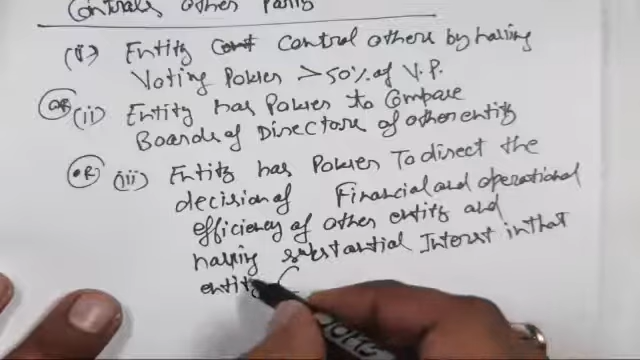 Controls Other Party
(i) Entity Cont Control others by having
Voting Powers >50% of V.P.
OR (ii) Entity has Powers to Compase
Boards of Directors of other entity
OR (iii) Entity has Powers To direct the
decision of Financial and operational
efficiency of other entity and
having substantial Interest in that
entity (